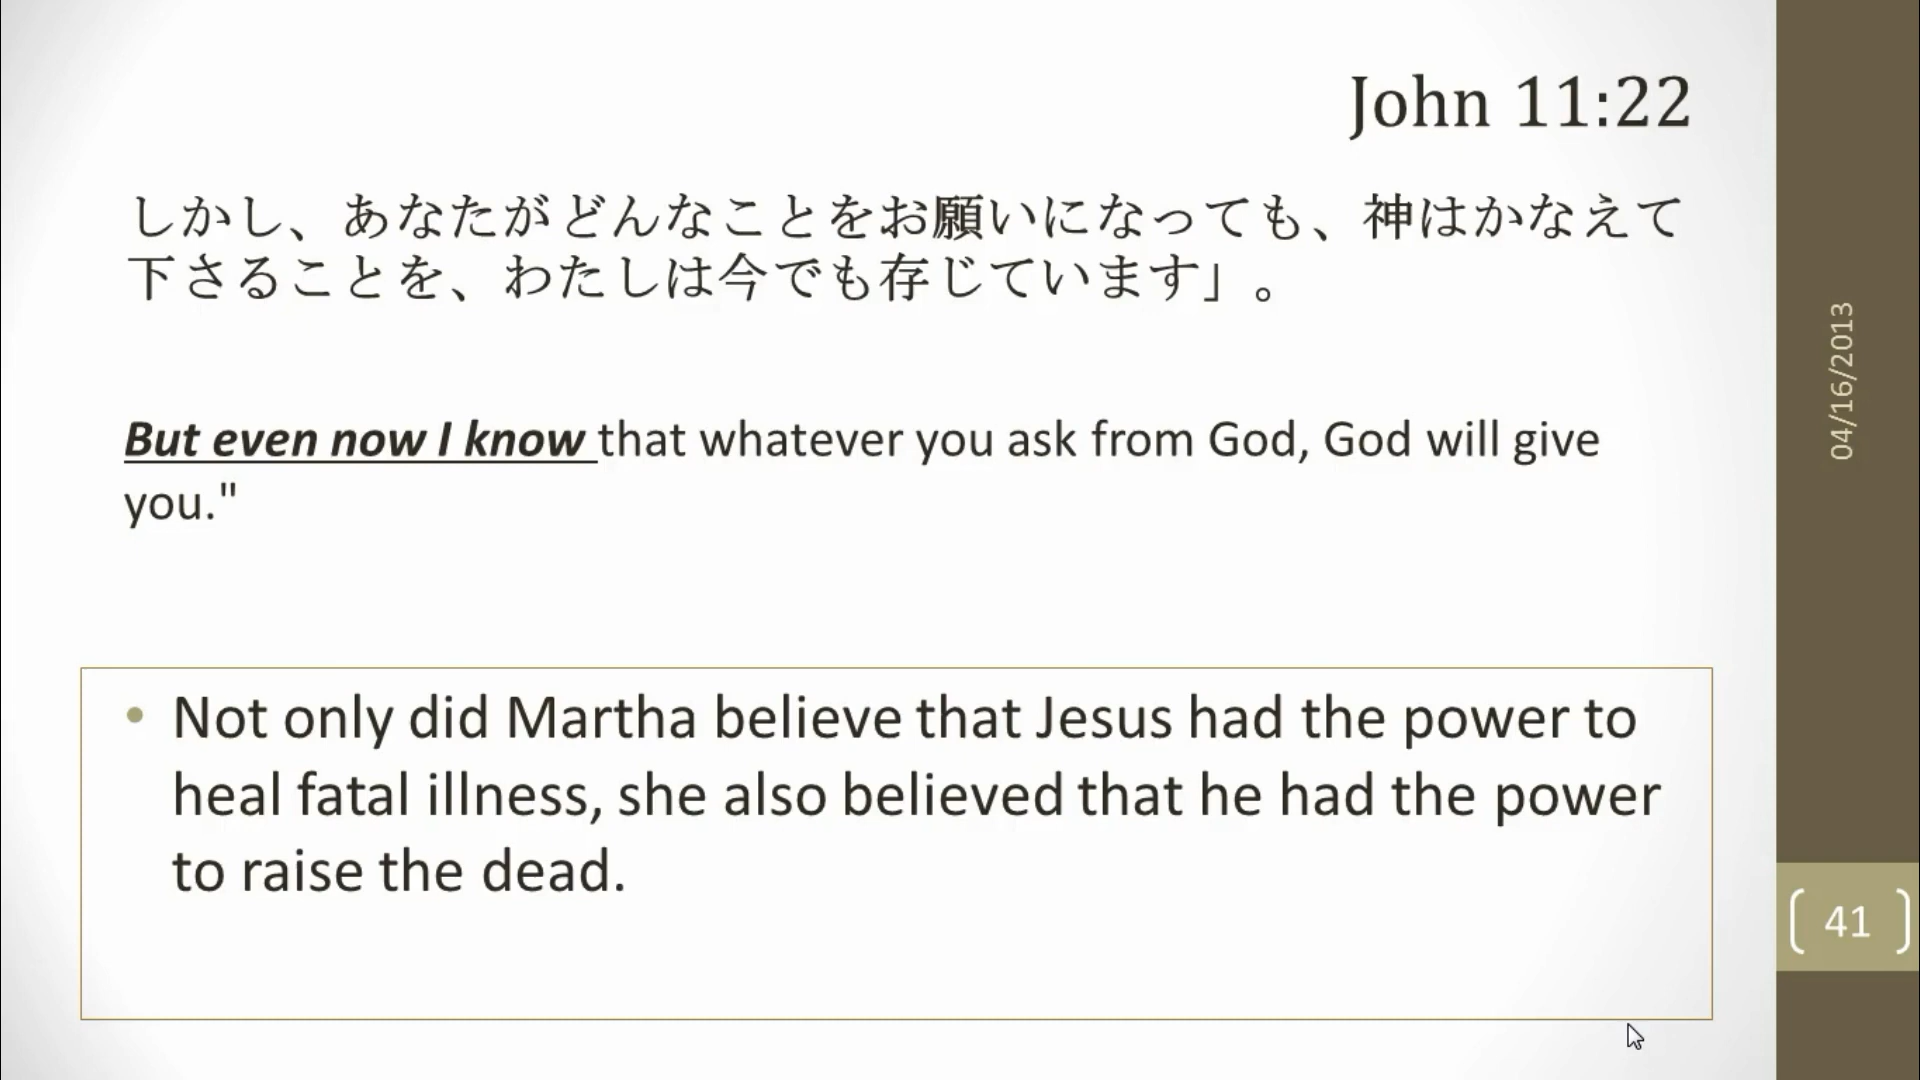 John 11:22
しかし、あなたがどんなことをお願いになっても、神はかなえて
下さることを、わたしは今でも存じています」。
But even now I know that whatever you ask from God, God will give
you."
• Not only did Martha believe that Jesus had the power to
heal fatal illness, she also believed that he had the power
to raise the dead.
04/16/2013
41